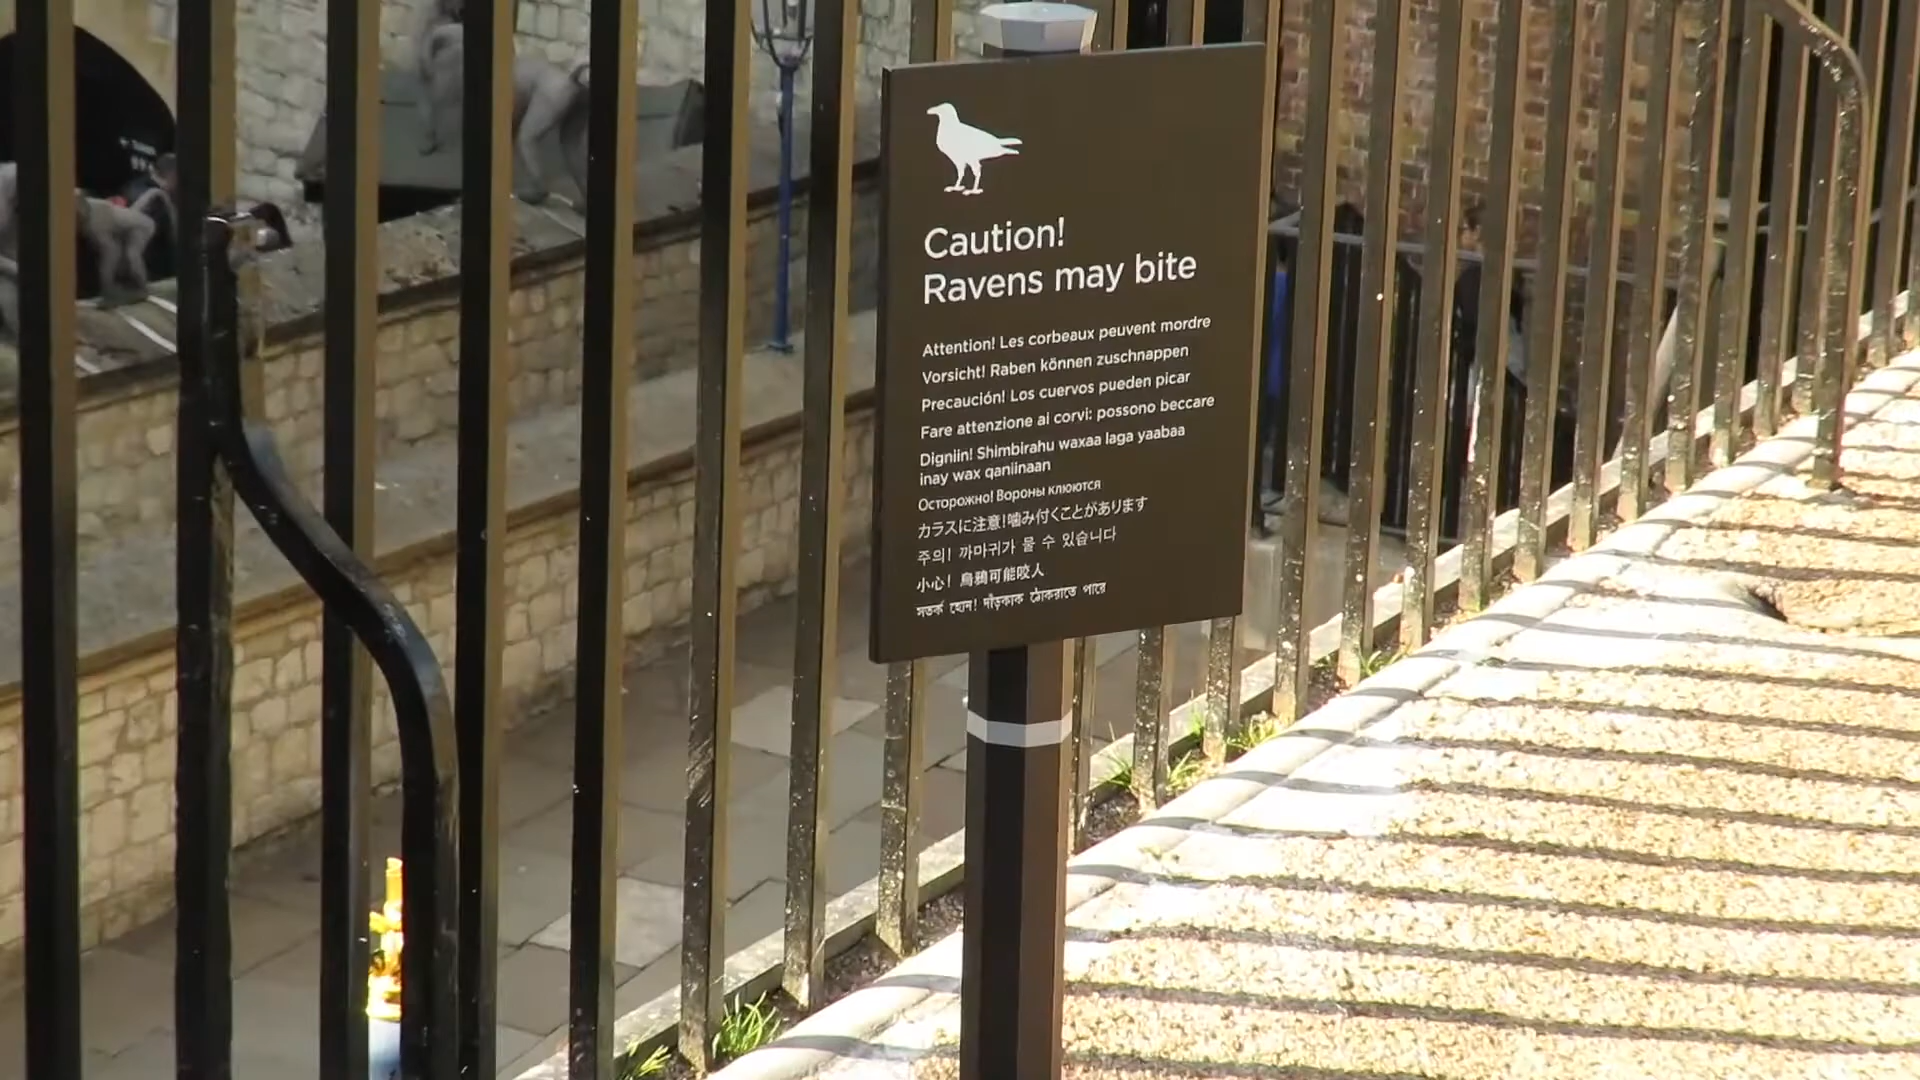 Caution!
Ravens may bite
Attention! Les corbeaux peuvent mordre
Vorsicht! Raben können zuschnappen
Precaución! Los cuervos pueden picar
Fare attenzione ai corvi: possono beccare
Digniin! Shimbirahu waxaa laga yaabaa
inay wax qaniinaan
Осторожно! Вороны клюются
カラスに注意!噛み付くことがあります
주의! 까마귀가 물 수 있습니다
小心! 烏鴉可能咬人
সতর্ক হোন! দাঁড়কাক ঠোকরাতে পারে